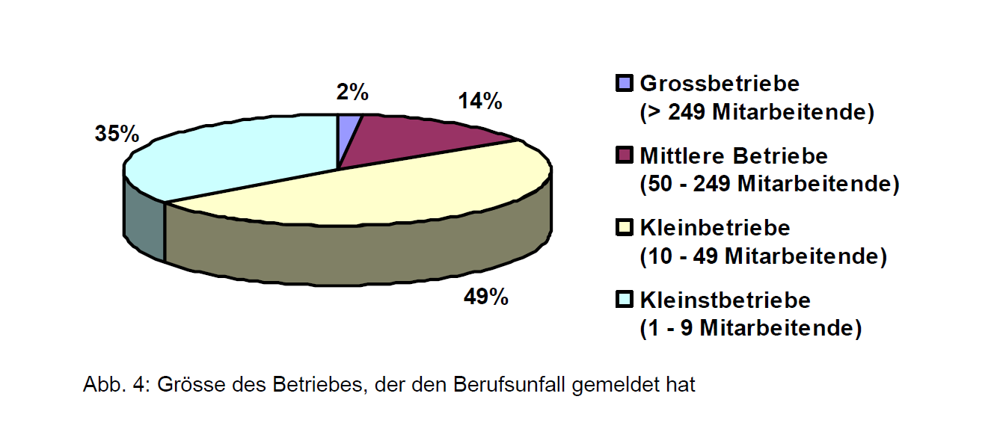 2%
14%
35%
49%
Grossbetriebe
(> 249 Mitarbeitende)
Mittlere Betriebe
(50 - 249 Mitarbeitende)
Kleinbetriebe
(10 - 49 Mitarbeitende)
Kleinstbetriebe
(1 - 9 Mitarbeitende)
Abb. 4: Grösse des Betriebes, der den Berufsunfall gemeldet hat